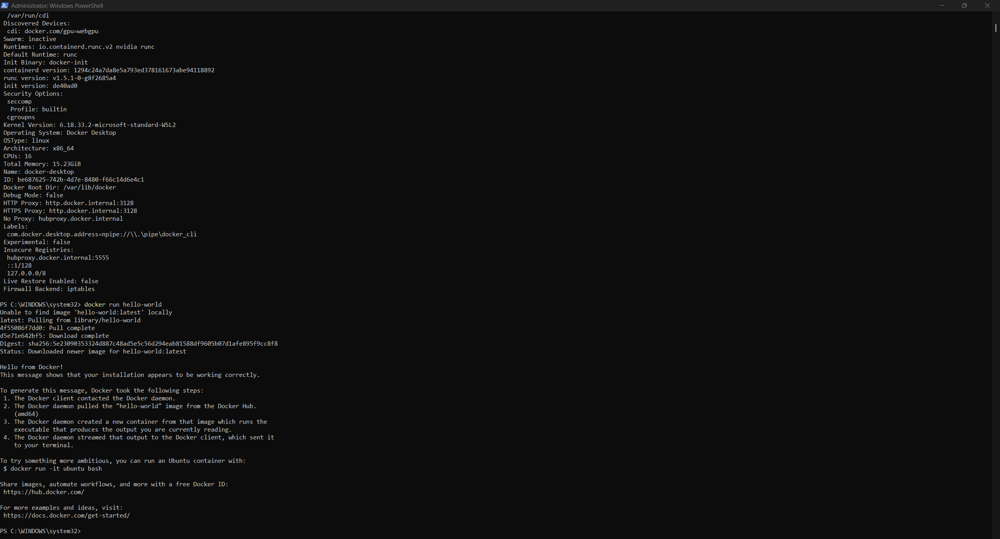 Administrator: Windows PowerShell
/var/run/cdi
Discovered Devices:
cdi: docker.com/gpu=webgpu
Swarm: inactive
Runtimes: io.containerd.runc.v2 nvidia runc
Default Runtime: runc
Init Binary: docker-init
containerd version: 1294c24a7da8e5a793ed378161673abe94118892
runc version: v1.5.1-0-g8f2685a4
init version: de40ad0
Security Options:
seccomp
Profile: builtin
cgroupns
Kernel Version: 6.18.33.2-microsoft-standard-WSL2
Operating System: Docker Desktop
OSType: linux
Architecture: x86_64
CPUs: 16
Total Memory: 15.23GiB
Name: docker-desktop
ID: be687625-742b-4d7e-8480-f66c14d6e4c1
Docker Root Dir: /var/lib/docker
Debug Mode: false
HTTP Proxy: http.docker.internal:3128
HTTPS Proxy: http.docker.internal:3128
No Proxy: hubproxy.docker.internal
Labels:
com.docker.desktop.address=npipe://\\.\pipe\docker_cli
Experimental: false
Insecure Registries:
hubproxy.docker.internal:5555
::1/128
127.0.0.0/8
Live Restore Enabled: false
Firewall Backend: iptables
PS C:\WINDOWS\system32> docker run hello-world
Unable to find image 'hello-world:latest' locally
latest: Pulling from library/hello-world
4f55086f7dd0: Pull complete
d5e71e642bf5: Download complete
Digest: sha256:5e23090353324d887c48ad5e5c56d294eab81588df9605b07d1afe895f9cc8f8
Status: Downloaded newer image for hello-world:latest
Hello from Docker!
This message shows that your installation appears to be working correctly.
To generate this message, Docker took the following steps:
1. The Docker client contacted the Docker daemon.
2. The Docker daemon pulled the "hello-world" image from the Docker Hub.
(amd64)
3. The Docker daemon created a new container from that image which runs the
executable that produces the output you are currently reading.
4. The Docker daemon streamed that output to the Docker client, which sent it
to your terminal.
To try something more ambitious, you can run an Ubuntu container with:
$ docker run -it ubuntu bash
Share images, automate workflows, and more with a free Docker ID:
https://hub.docker.com/
For more examples and ideas, visit:
https://docs.docker.com/get-started/
PS C:\WINDOWS\system32>